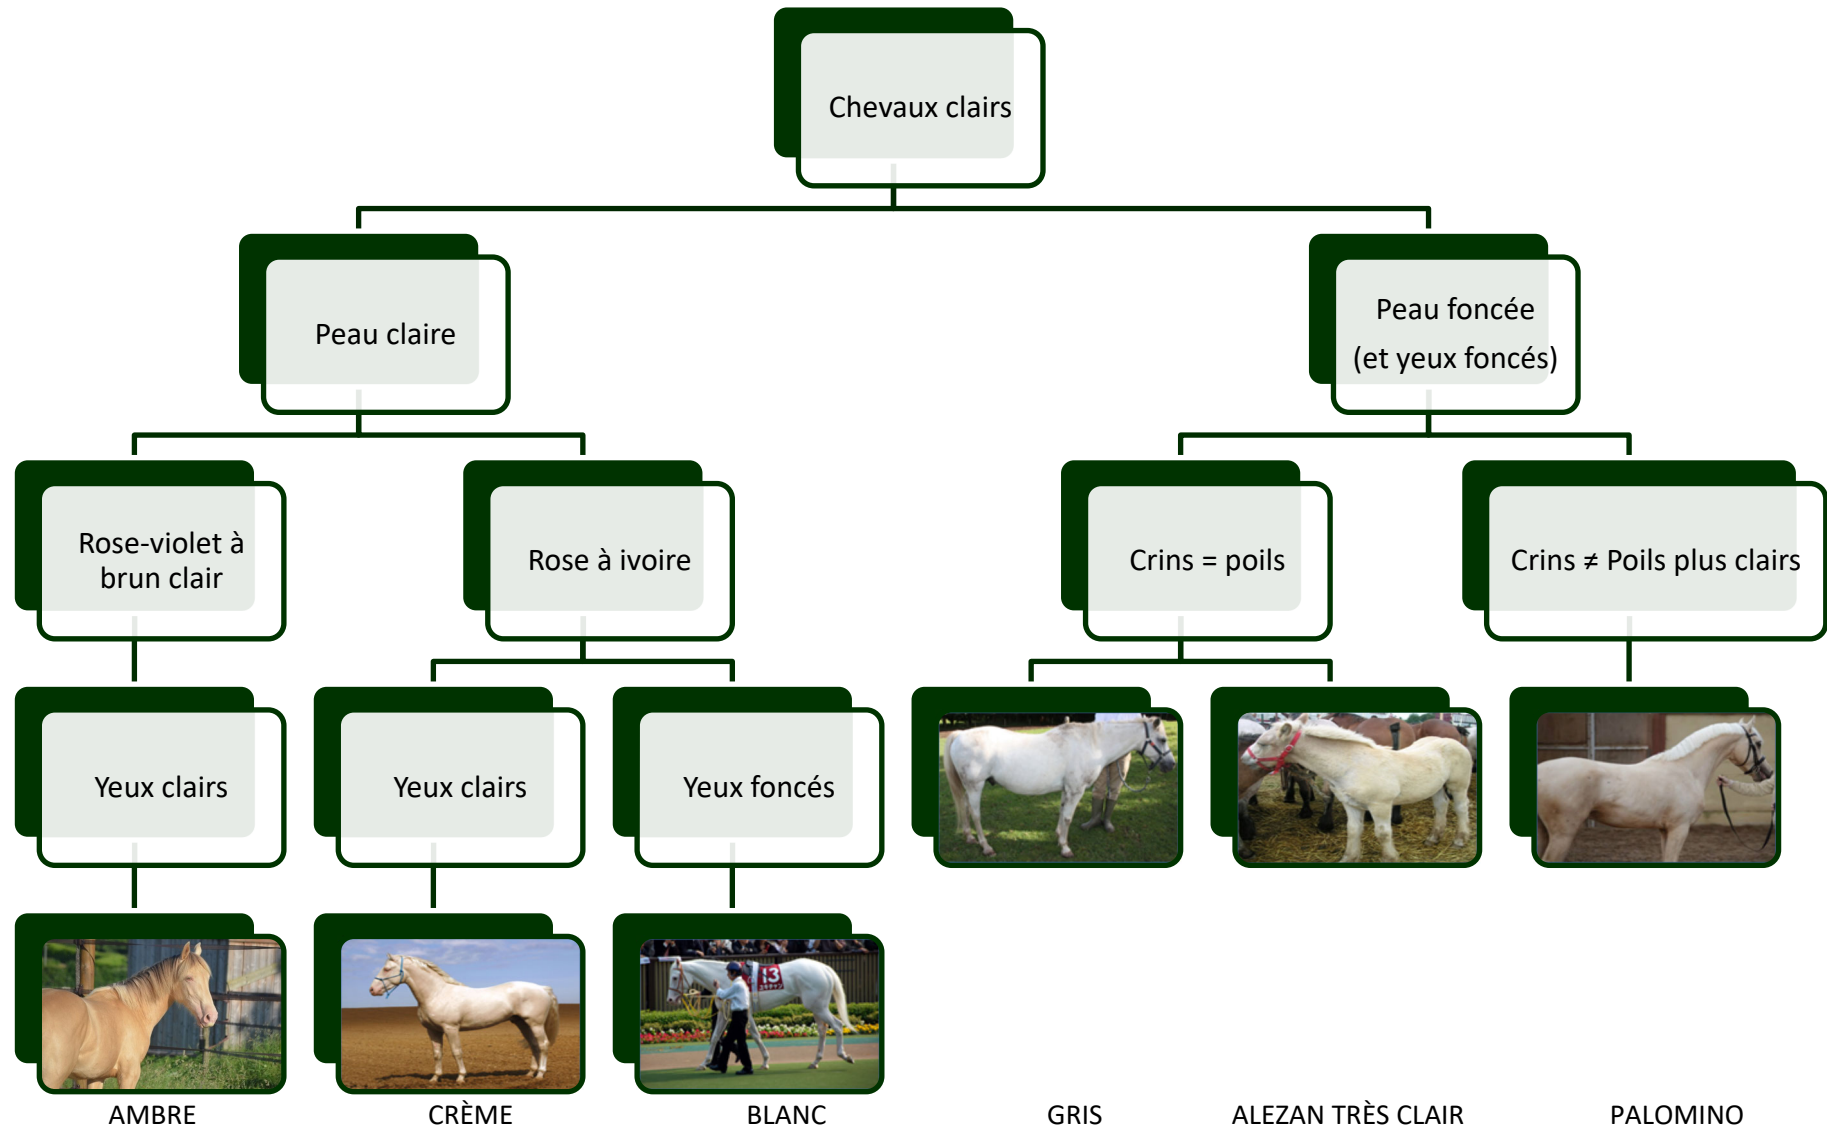 Chevaux clairs
Peau claire
Peau foncée
(et yeux foncés)
Rose-violet à
brun clair
Rose à ivoire
Crins = poils
Crins ≠ Poils plus clairs
Yeux clairs
Yeux clairs
Yeux foncés
13
AMBRE
CRÈME
BLANC
GRIS
ALEZAN TRÈS CLAIR
PALOMINO